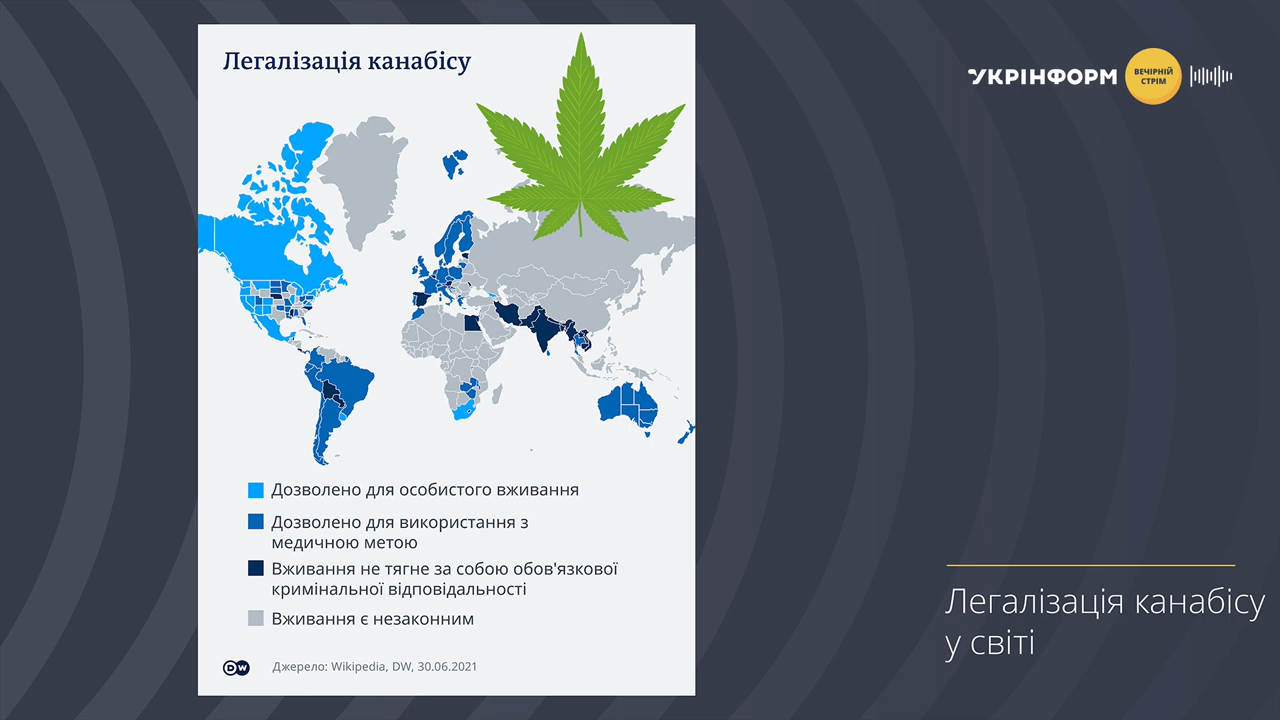 Легалізація канабісу
УКРІНФОРМ
ВЕЧІРНІЙ
СТРІМ
Дозволено для особистого вживання
Дозволено для використання з
медичною метою
Вживання не тягне за собою обов'язкової
кримінальної відповідальності
Вживання є незаконним
DW
Джерело: Wikipedia, DW, 30.06.2021
Легалізація канабісу
у світі